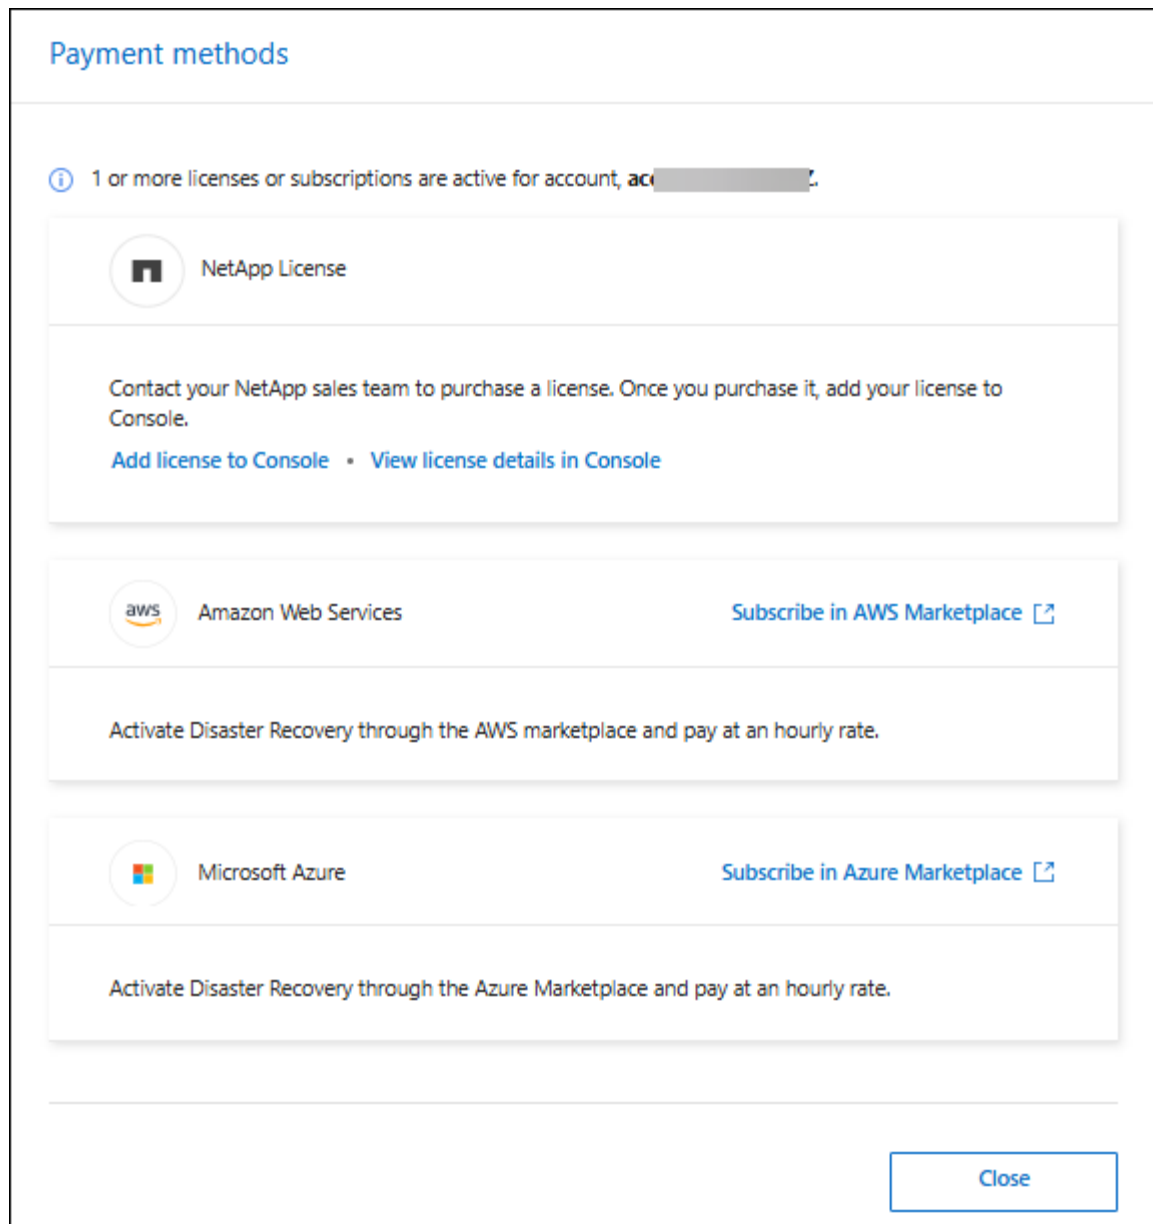 Payment methods
1 or more licenses or subscriptions are active for account,
NetApp License
Contact your NetApp sales team to purchase a license. Once you purchase it, add your license to
Console.
Add license to Console • View license details in Console
aws Amazon Web Services Subscribe in AWS Marketplace
Activate Disaster Recovery through the AWS marketplace and pay at an hourly rate.
Microsoft Azure Subscribe in Azure Marketplace
Activate Disaster Recovery through the Azure Marketplace and pay at an hourly rate.
Close